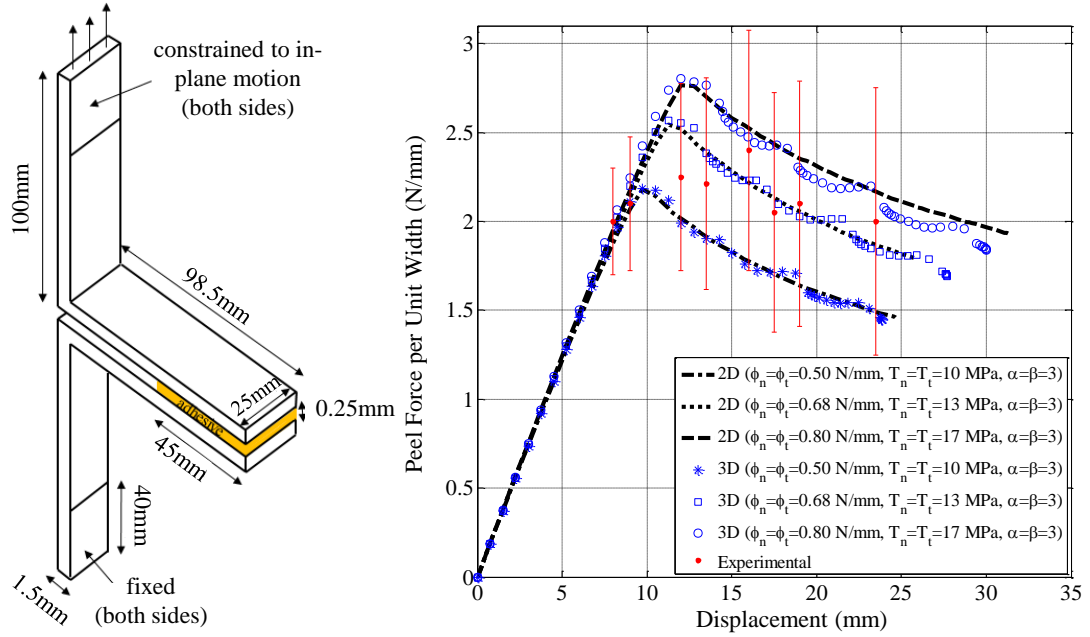 constrained to in-
plane motion
(both sides)
100mm
98.5mm
25mm
0.25mm
adhesive
45mm
40mm
1.5mm
fixed
(both sides)
Peel Force per Unit Width (N/mm)
3
2.5
2
1.5
1
0.5
0
0 5 10 15 20 25 30 35
Displacement (mm)
2D (ϕn=ϕt=0.50 N/mm, Tn=Tt=10 MPa, α=β=3)
2D (ϕn=ϕt=0.68 N/mm, Tn=Tt=13 MPa, α=β=3)
2D (ϕn=ϕt=0.80 N/mm, Tn=Tt=17 MPa, α=β=3)
3D (ϕn=ϕt=0.50 N/mm, Tn=Tt=10 MPa, α=β=3)
3D (ϕn=ϕt=0.68 N/mm, Tn=Tt=13 MPa, α=β=3)
3D (ϕn=ϕt=0.80 N/mm, Tn=Tt=17 MPa, α=β=3)
Experimental